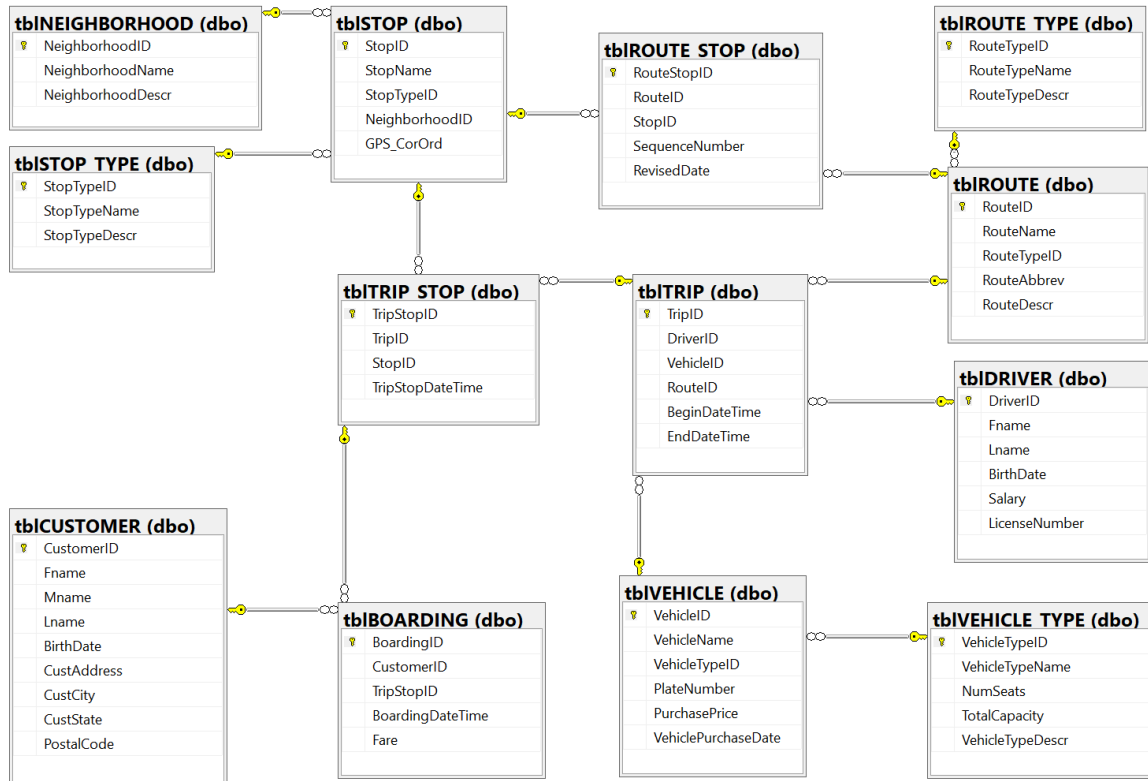 tblNEIGHBORHOOD (dbo)
NeighborhoodID
NeighborhoodName
NeighborhoodDescr
tblSTOP (dbo)
StopID
StopName
StopTypeID
NeighborhoodID
GPS_CorOrd
tblROUTE_STOP (dbo)
RouteStopID
RouteID
StopID
SequenceNumber
RevisedDate
tblROUTE_TYPE (dbo)
RouteTypeID
RouteTypeName
RouteTypeDescr
tblSTOP_TYPE (dbo)
StopTypeID
StopTypeName
StopTypeDescr
tblROUTE (dbo)
RouteID
RouteName
RouteTypeID
RouteAbbrev
RouteDescr
tblTRIP_STOP (dbo)
TripStopID
TripID
StopID
TripStopDateTime
tblTRIP (dbo)
TripID
DriverID
VehicleID
RouteID
BeginDateTime
EndDateTime
tblDRIVER (dbo)
DriverID
Fname
Lname
BirthDate
Salary
LicenseNumber
tblCUSTOMER (dbo)
CustomerID
Fname
Mname
Lname
BirthDate
CustAddress
CustCity
CustState
PostalCode
tblBOARDING (dbo)
BoardingID
CustomerID
TripStopID
BoardingDateTime
Fare
tblVEHICLE (dbo)
VehicleID
VehicleName
VehicleTypeID
PlateNumber
PurchasePrice
VehiclePurchaseDate
tblVEHICLE_TYPE (dbo)
VehicleTypeID
VehicleTypeName
NumSeats
TotalCapacity
VehicleTypeDescr